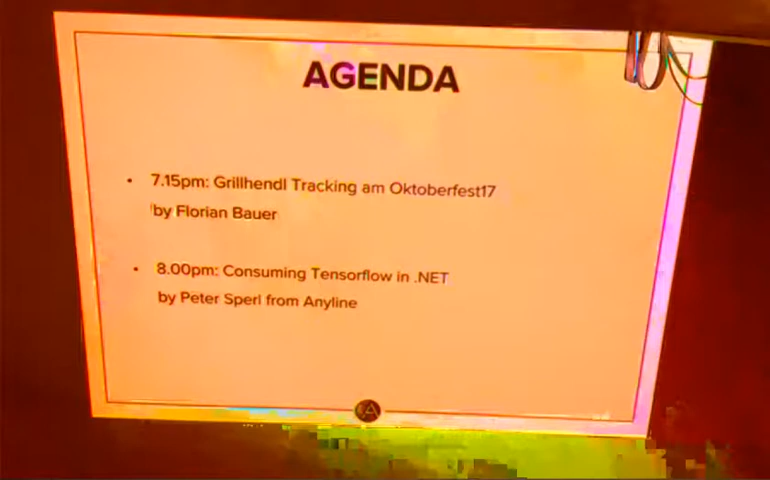 AGENDA
• 7.15pm: Grillhendl Tracking am Oktoberfest17
by Florian Bauer
• 8.00pm: Consuming Tensorflow in .NET
by Peter Sperl from Anyline